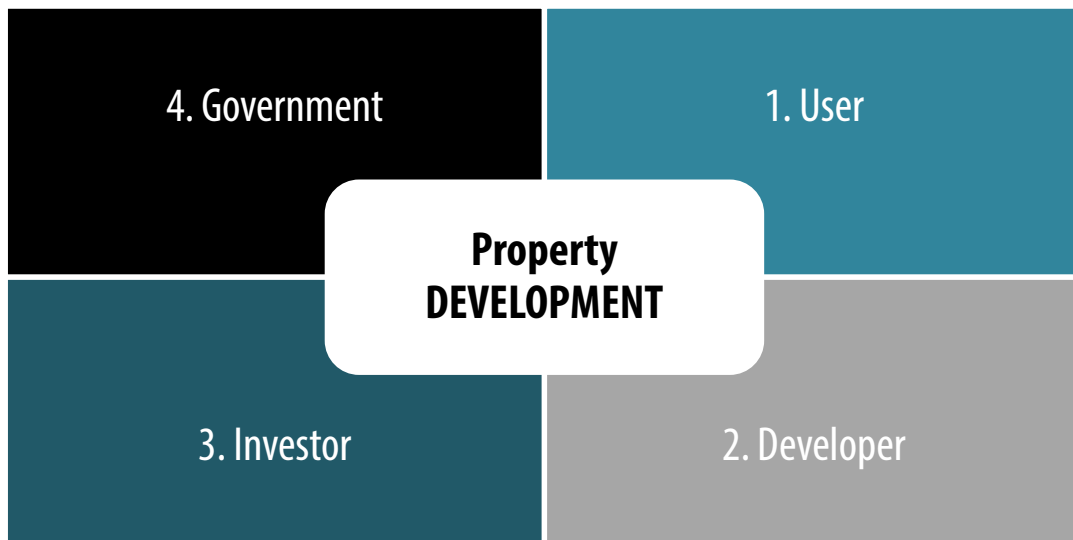 4. Government
1. User
Property
DEVELOPMENT
3. Investor
2. Developer